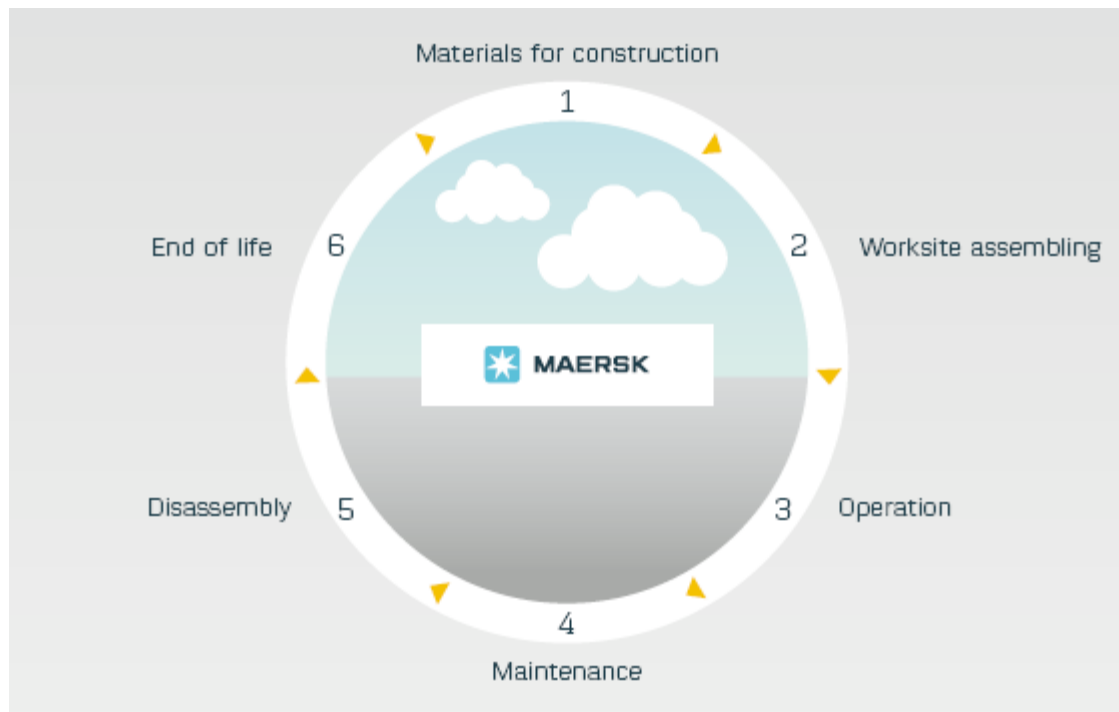 Materials for construction
1
2
Worksite assembling
3
Operation
4
Maintenance
5
Disassembly
6
End of life
MAERSK